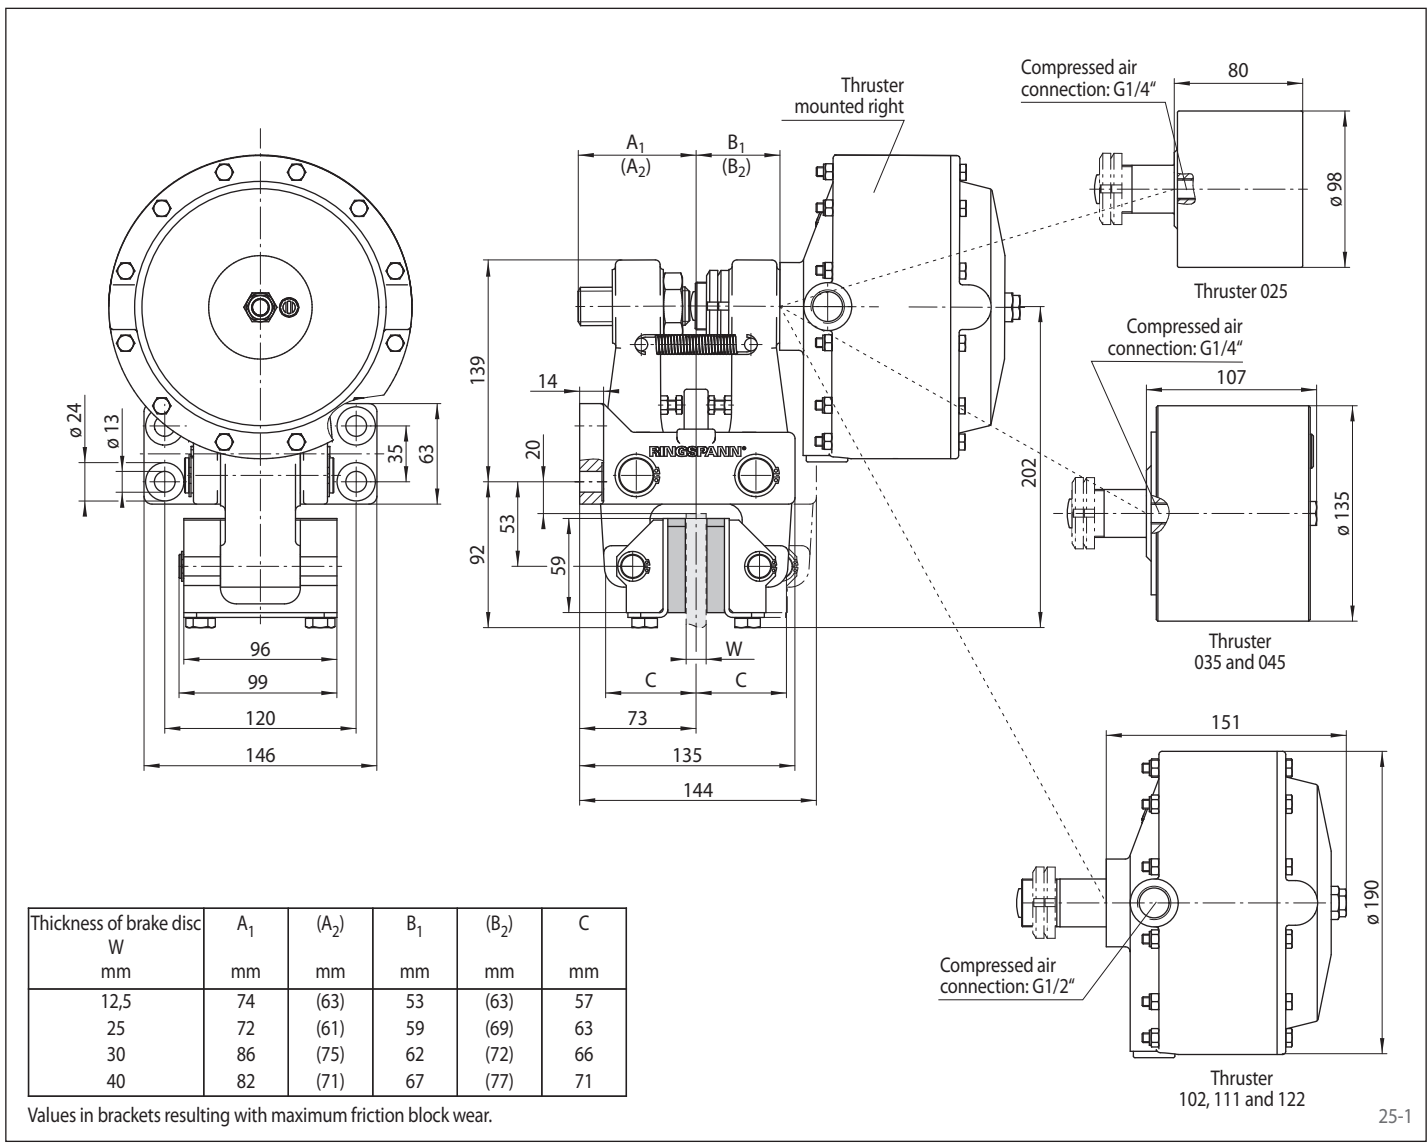 Compressed air
connection: G1/4“
80
Thruster
mounted right
A1
(A2)
B1
(B2)
ø 98
Thruster 025
Compressed air
connection: G1/4“
107
ø 24
ø 13
35
63
139
14
20
RINGSPANN®
202
53
92
59
ø 135
W
C
C
96
99
120
146
73
135
144
Thruster
035 and 045
151
ø 190
Compressed air
connection: G1/2“
Thruster
102, 111 and 122
Thickness of brake disc A1 (A2) B1 (B2) C
W
mm mm mm mm mm mm
12,5 74 (63) 53 (63) 57
25 72 (61) 59 (69) 63
30 86 (75) 62 (72) 66
40 82 (71) 67 (77) 71
Values in brackets resulting with maximum friction block wear.
25-1